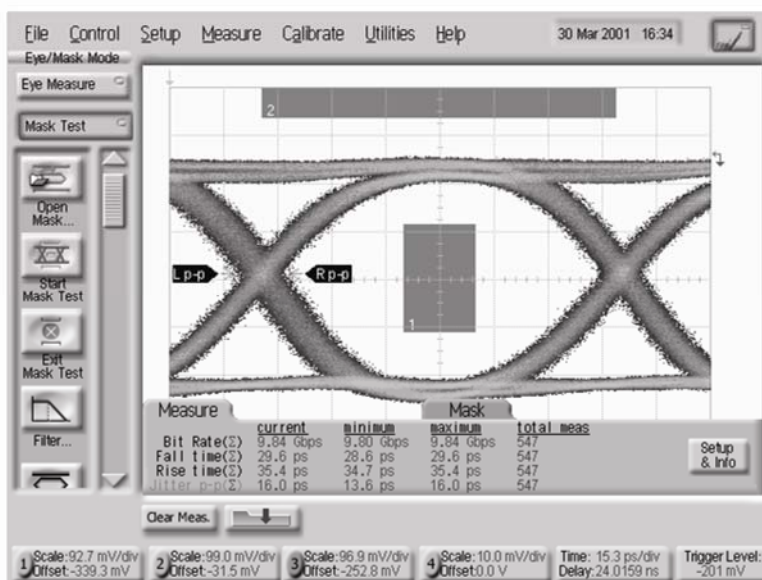 File Control Setup Measure Calibrate Utilities Help 30 Mar 2001 16:34
Eye/Mask Mode
Eye Measure
Mask Test
Open
Mask...
Start
Mask Test
Exit
Mask Test
Filter...
2
L p-p
R p-p
1
Measure
Mask
current minimum maximum total meas
Bit Rate(Σ) 9.84 Gbps 9.80 Gbps 9.84 Gbps 547
Fall time(Σ) 29.6 ps 28.6 ps 29.6 ps 547
Rise time(Σ) 35.4 ps 34.7 ps 35.4 ps 547
Jitter p-p(Σ) 16.0 ps 13.6 ps 16.0 ps 547
Setup
& Info
Clear Meas.
1 Scale:92.7 mV/div
Offset:-339.3 mV
2 Scale:99.0 mV/div
Offset:-31.5 mV
3 Scale:96.9 mV/div
Offset:-252.8 mV
4 Scale:10.0 mV/div
Offset:0.0 V
Time: 15.3 ps/div
Delay:24.0159 ns
Trigger Level:
-201 mV